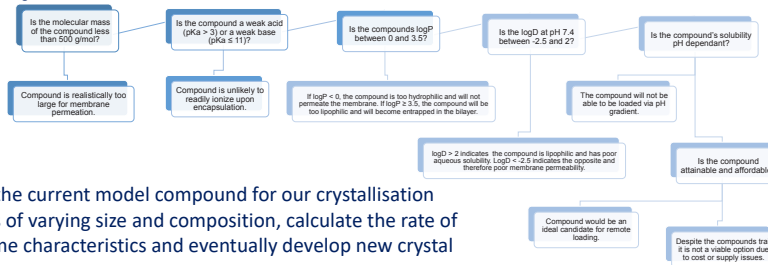 Is the molecular mass
of the compound less
than 500 g/mol?
Is the compound a weak acid
(pKa > 3) or a weak base
(pKa ≤ 11)?
Is the compounds logP
between 0 and 3.5?
Is the logD at pH 7.4
between -2.5 and 2?
Is the compound's solubility
pH dependant?
Compound is realistically too
large for membrane
permeation.
Compound is unlikely to
readily ionize upon
encapsulation.
If logP < 0, the compound is too hydrophilic and will not
permeate the membrane. If logP ≥ 3.5, the compound will be
too lipophilic and will become entrapped in the bilayer.
The compound will not be
able to be loaded via pH
gradient.
logD > 2 indicates the compound is lipophilic and has poor
aqueous solubility. LogD < -2.5 indicates the opposite and
therefore poor membrane permeability.
Is the compound
attainable and affordable
the current model compound for our crystallisation
s of varying size and composition, calculate the rate of
me characteristics and eventually develop new crystal
Compound would be an
ideal candidate for remote
loading.
Despite the compounds tra
it is not a viable option due
to cost or supply issues.